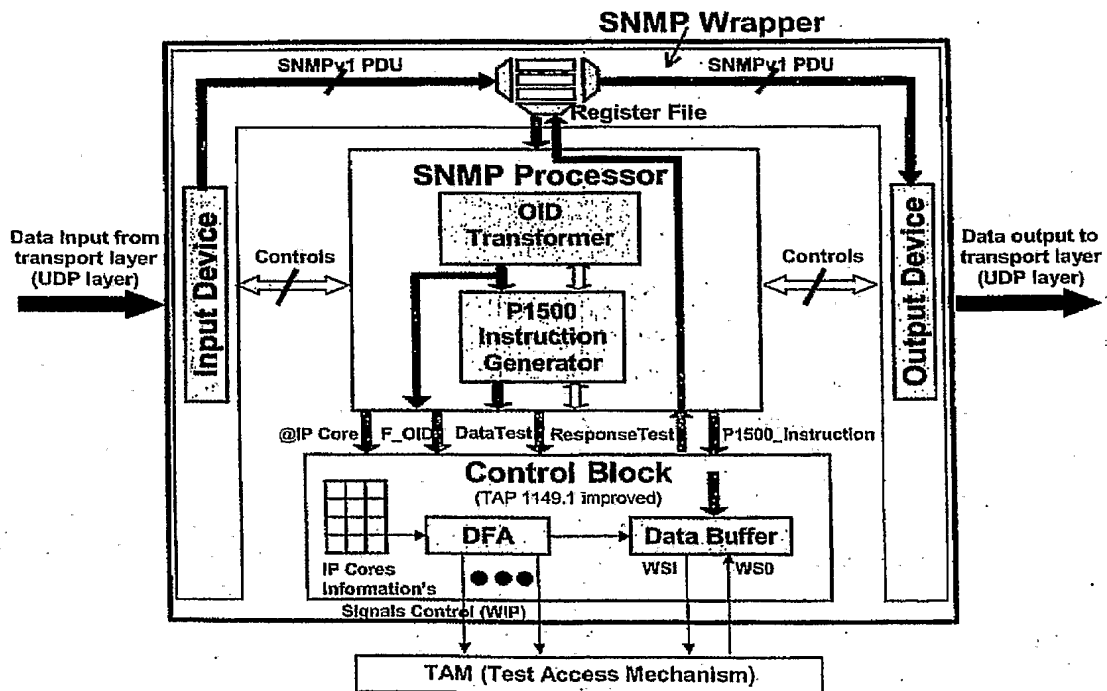 SNMP Wrapper
SNMPv1 PDU
SNMPv1 PDU
Register File
SNMP Processor
OID
Transformer
Data Input from
transport layer
(UDP layer)
Input Device
Controls
P1500
Instruction
Generator
Controls
Output Device
Data output to
transport layer
(UDP layer)
@IP Core
F_OID
DataTest
ResponseTest
P1500_Instruction
Control Block
(TAP 1149.1 improved)
DFA
Data Buffer
IP Cores
Information's
WSI
WS0
Signals Control (WIP)
TAM (Test Access Mechanism)